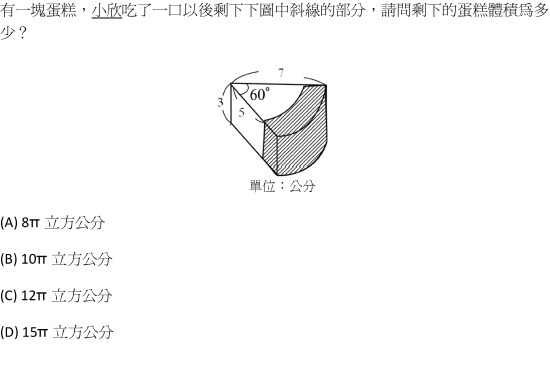 有一塊蛋糕，小欣吃了一口以後剩下下圖中斜線的部分，請問剩下的蛋糕體積為多
少？
7
60°
3
5
單位：公分
(A) 8π 立方公分
(B) 10π 立方公分
(C) 12π 立方公分
(D) 15π 立方公分